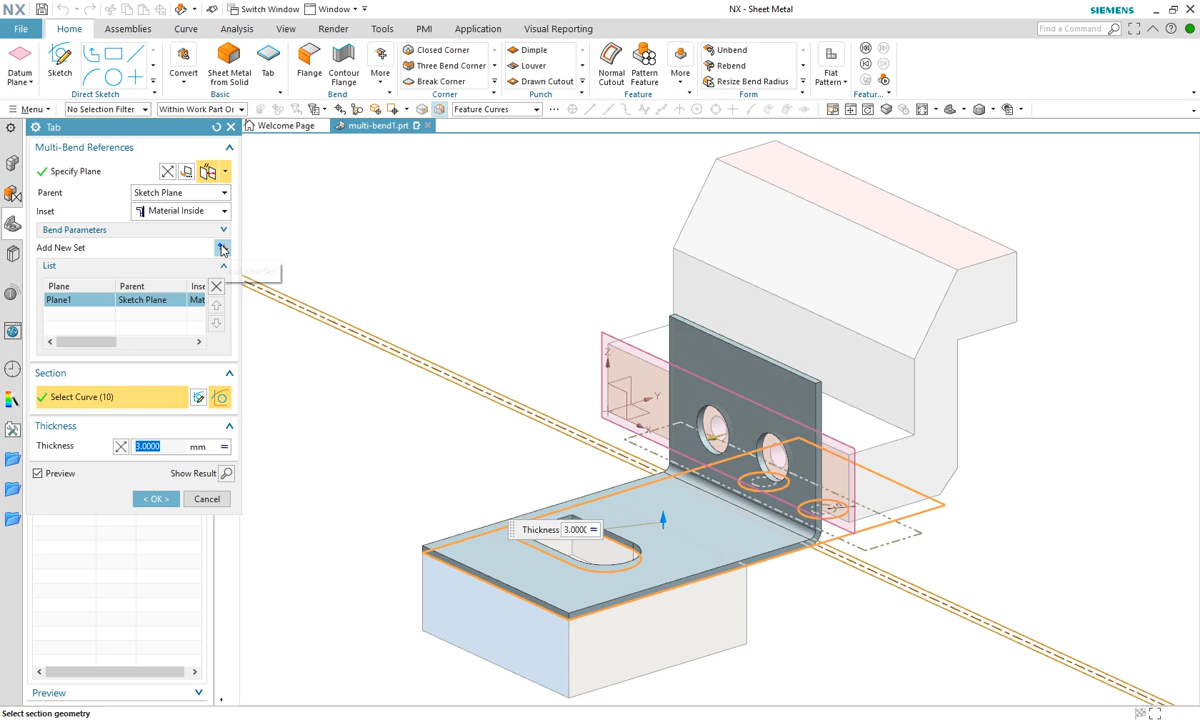 NX
Switch Window
Window
NX - Sheet Metal
SIEMENS
File
Home
Assemblies
Curve
Analysis
View
Render
Tools
PMI
Application
Visual Reporting
Find a Command
Datum Plane
Sketch
Direct Sketch
Convert
Sheet Metal from Solid
Tab
Basic
Flange
Contour Flange
More
Bend
Closed Corner
Three Bend Corner
Break Corner
Corner
Dimple
Louver
Drawn Cutout
Punch
Normal Cutout
Pattern Feature
More
Feature
Unbend
Rebend
Resize Bend Radius
Form
Flat Pattern
Featur...
Menu
No Selection Filter
Within Work Part Or
Feature Curves
Tab
Welcome Page
multi-bend1.prt
Multi-Bend References
Specify Plane
Parent
Sketch Plane
Inset
Material Inside
Bend Parameters
Add New Set
List
Plane
Parent
Inse
Plane1
Sketch Plane
Mat
Section
Select Curve (10)
Thickness
Thickness
3.0000
mm
=
Preview
Show Result
< OK >
Cancel
Z
Y
X
Thickness
3.000(
=
Preview
Select section geometry